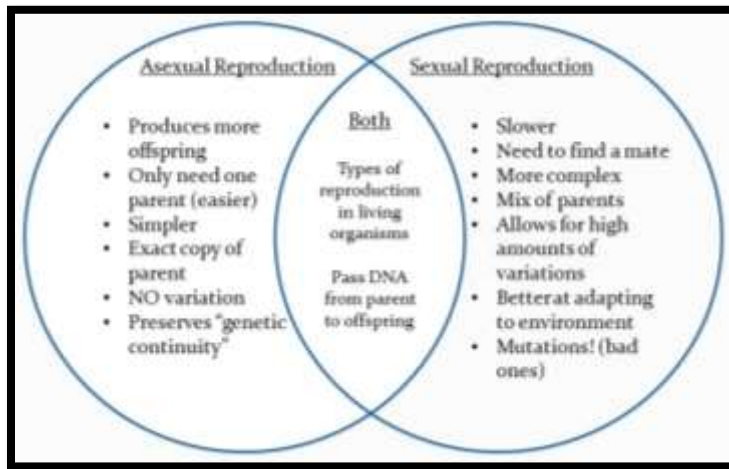 Asexual Reproduction
• Produces more
offspring
• Only need one
parent (easier)
• Simpler
• Exact copy of
parent
• NO variation
• Preserves "genetic
continuity"
Both
Types of
reproduction
in living
organisms
Pass DNA
from parent
to offspring
Sexual Reproduction
• Slower
• Need to find a mate
• More complex
• Mix of parents
• Allows for high
amounts of
variations
• Better at adapting
to environment
• Mutations! (bad
ones)